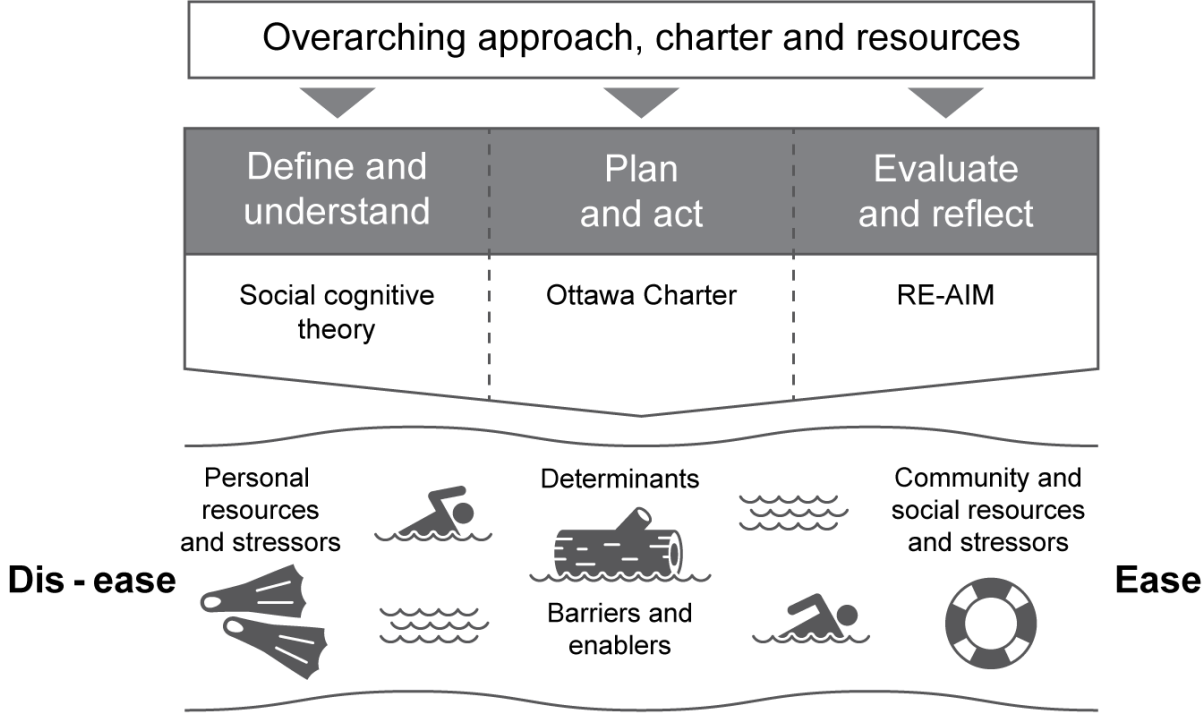 Overarching approach, charter and resources
Define and
understand
Plan
and act
Evaluate
and reflect
Social cognitive
theory
Ottawa Charter
RE-AIM
Personal
resources
and stressors
Determinants
Community and
social resources
and stressors
Dis - ease
Ease
Barriers and
enablers